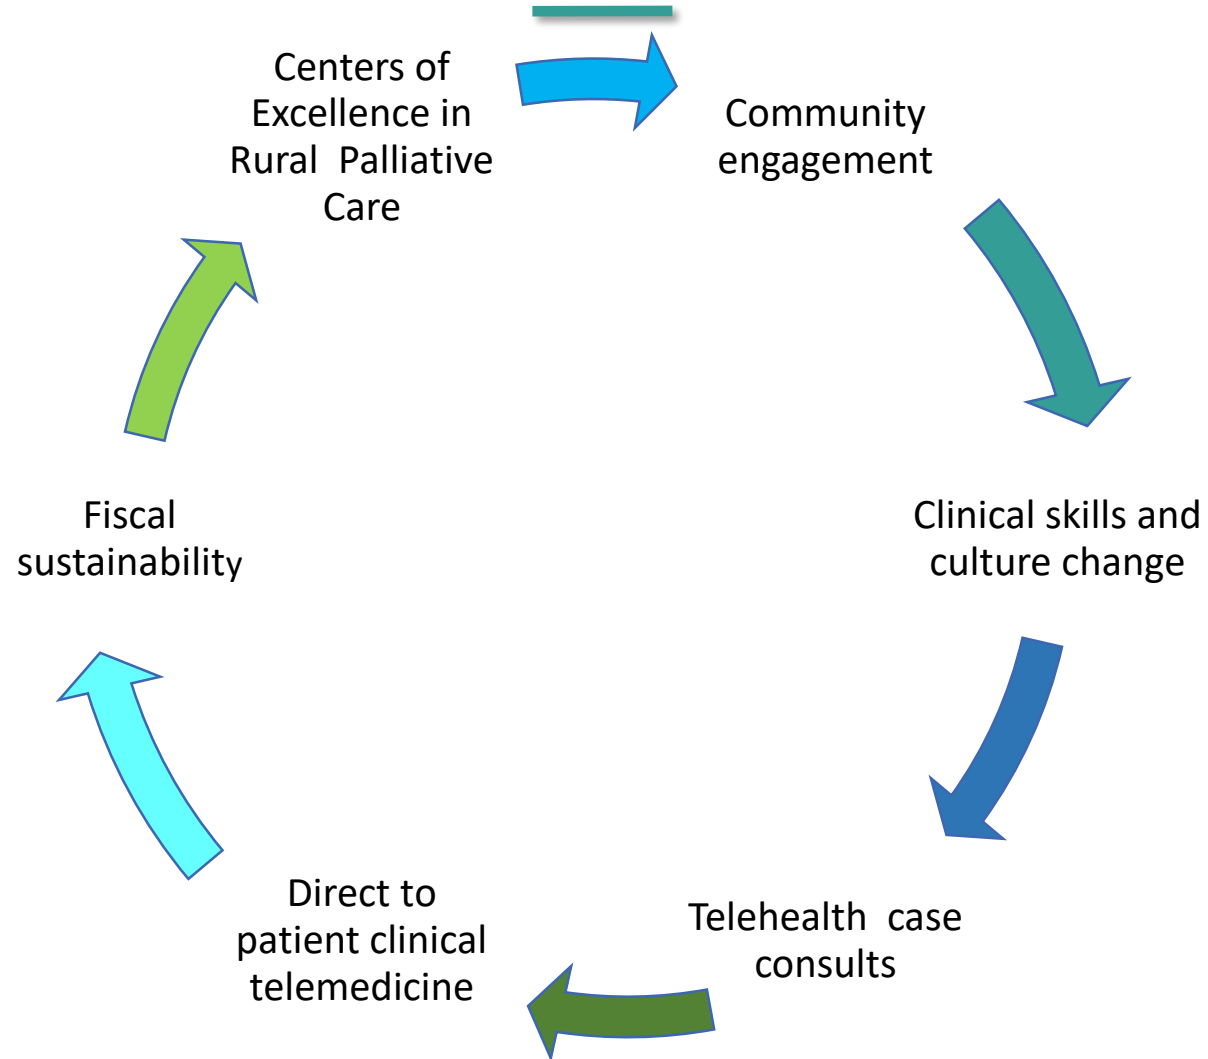 Centers of
Excellence in
Rural  Palliative
Care
Community
engagement
Clinical skills and
culture change
Telehealth  case
consults
Direct to
patient clinical
telemedicine
Fiscal
sustainability